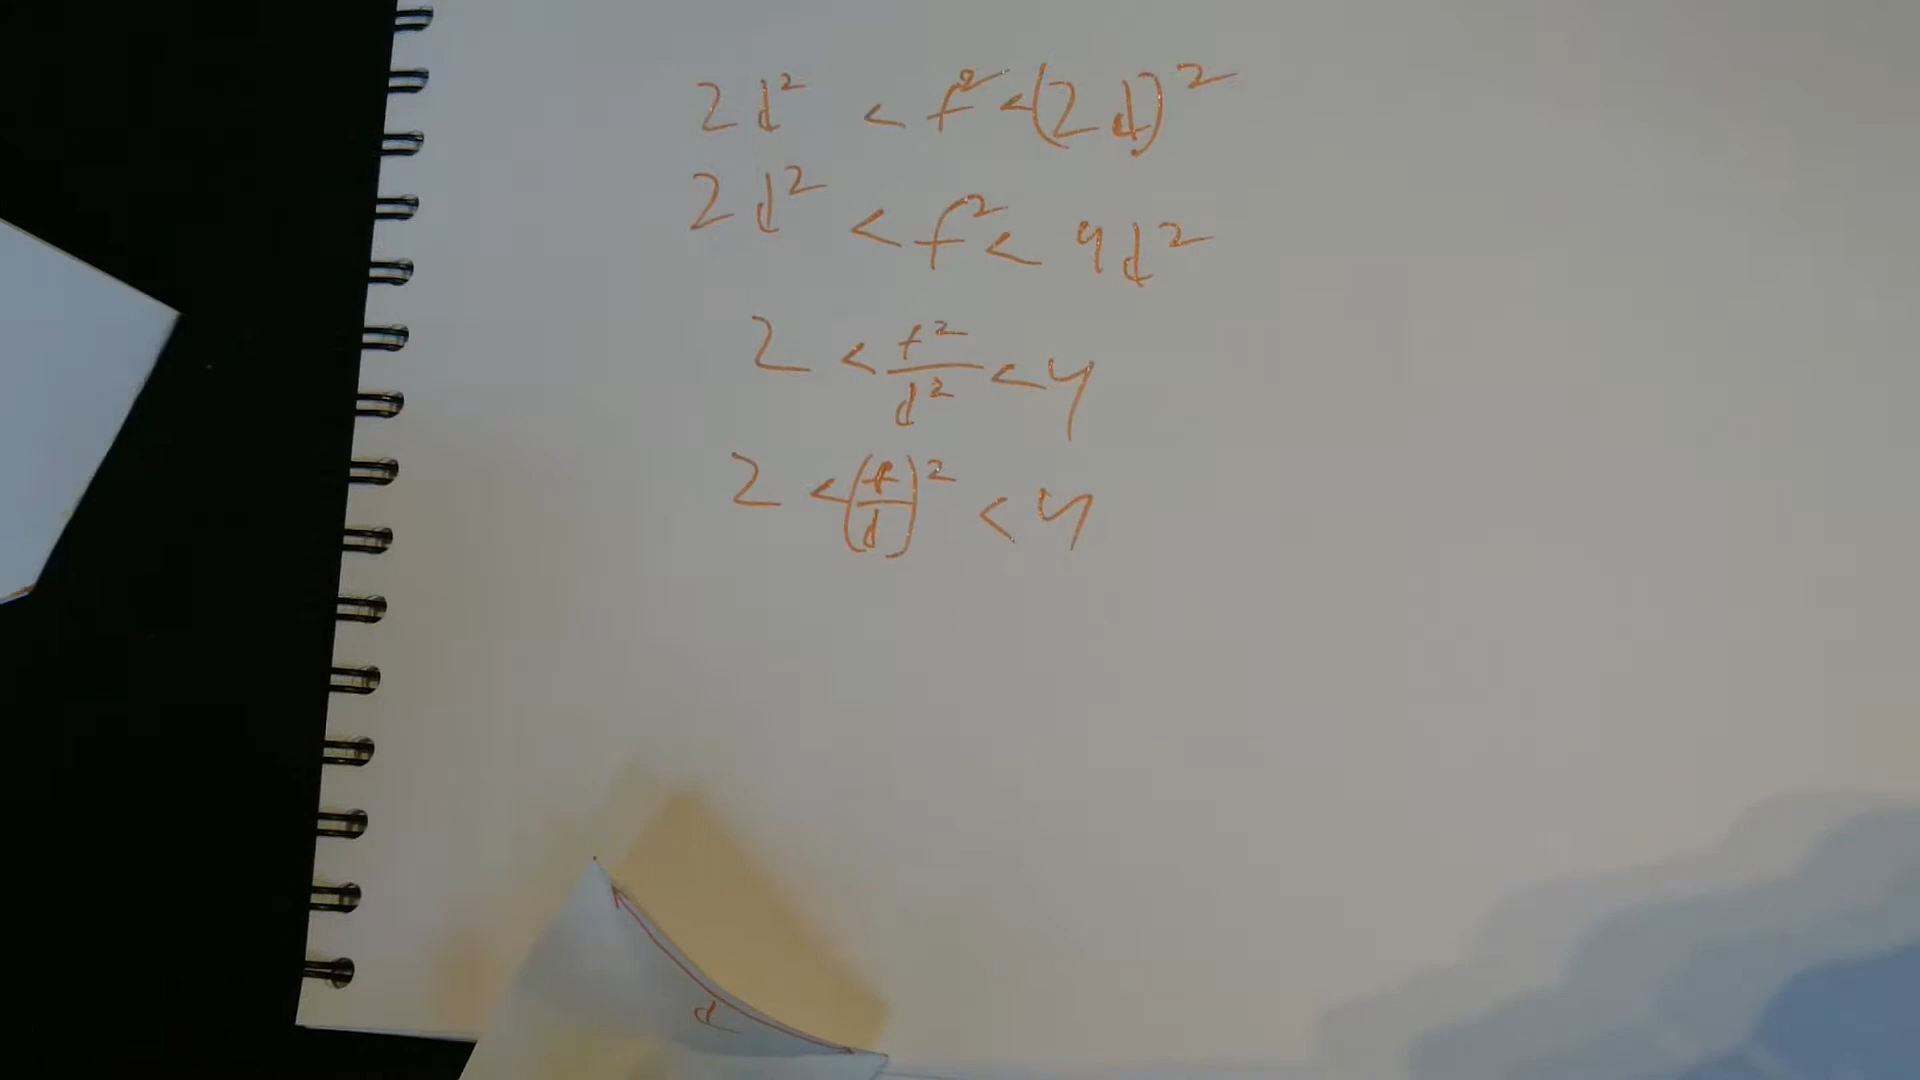 2d² < f² < (2d)²
2d² < f² < 4d²
2 < f²/d² < 4
2 < (f/d)² < 4
d